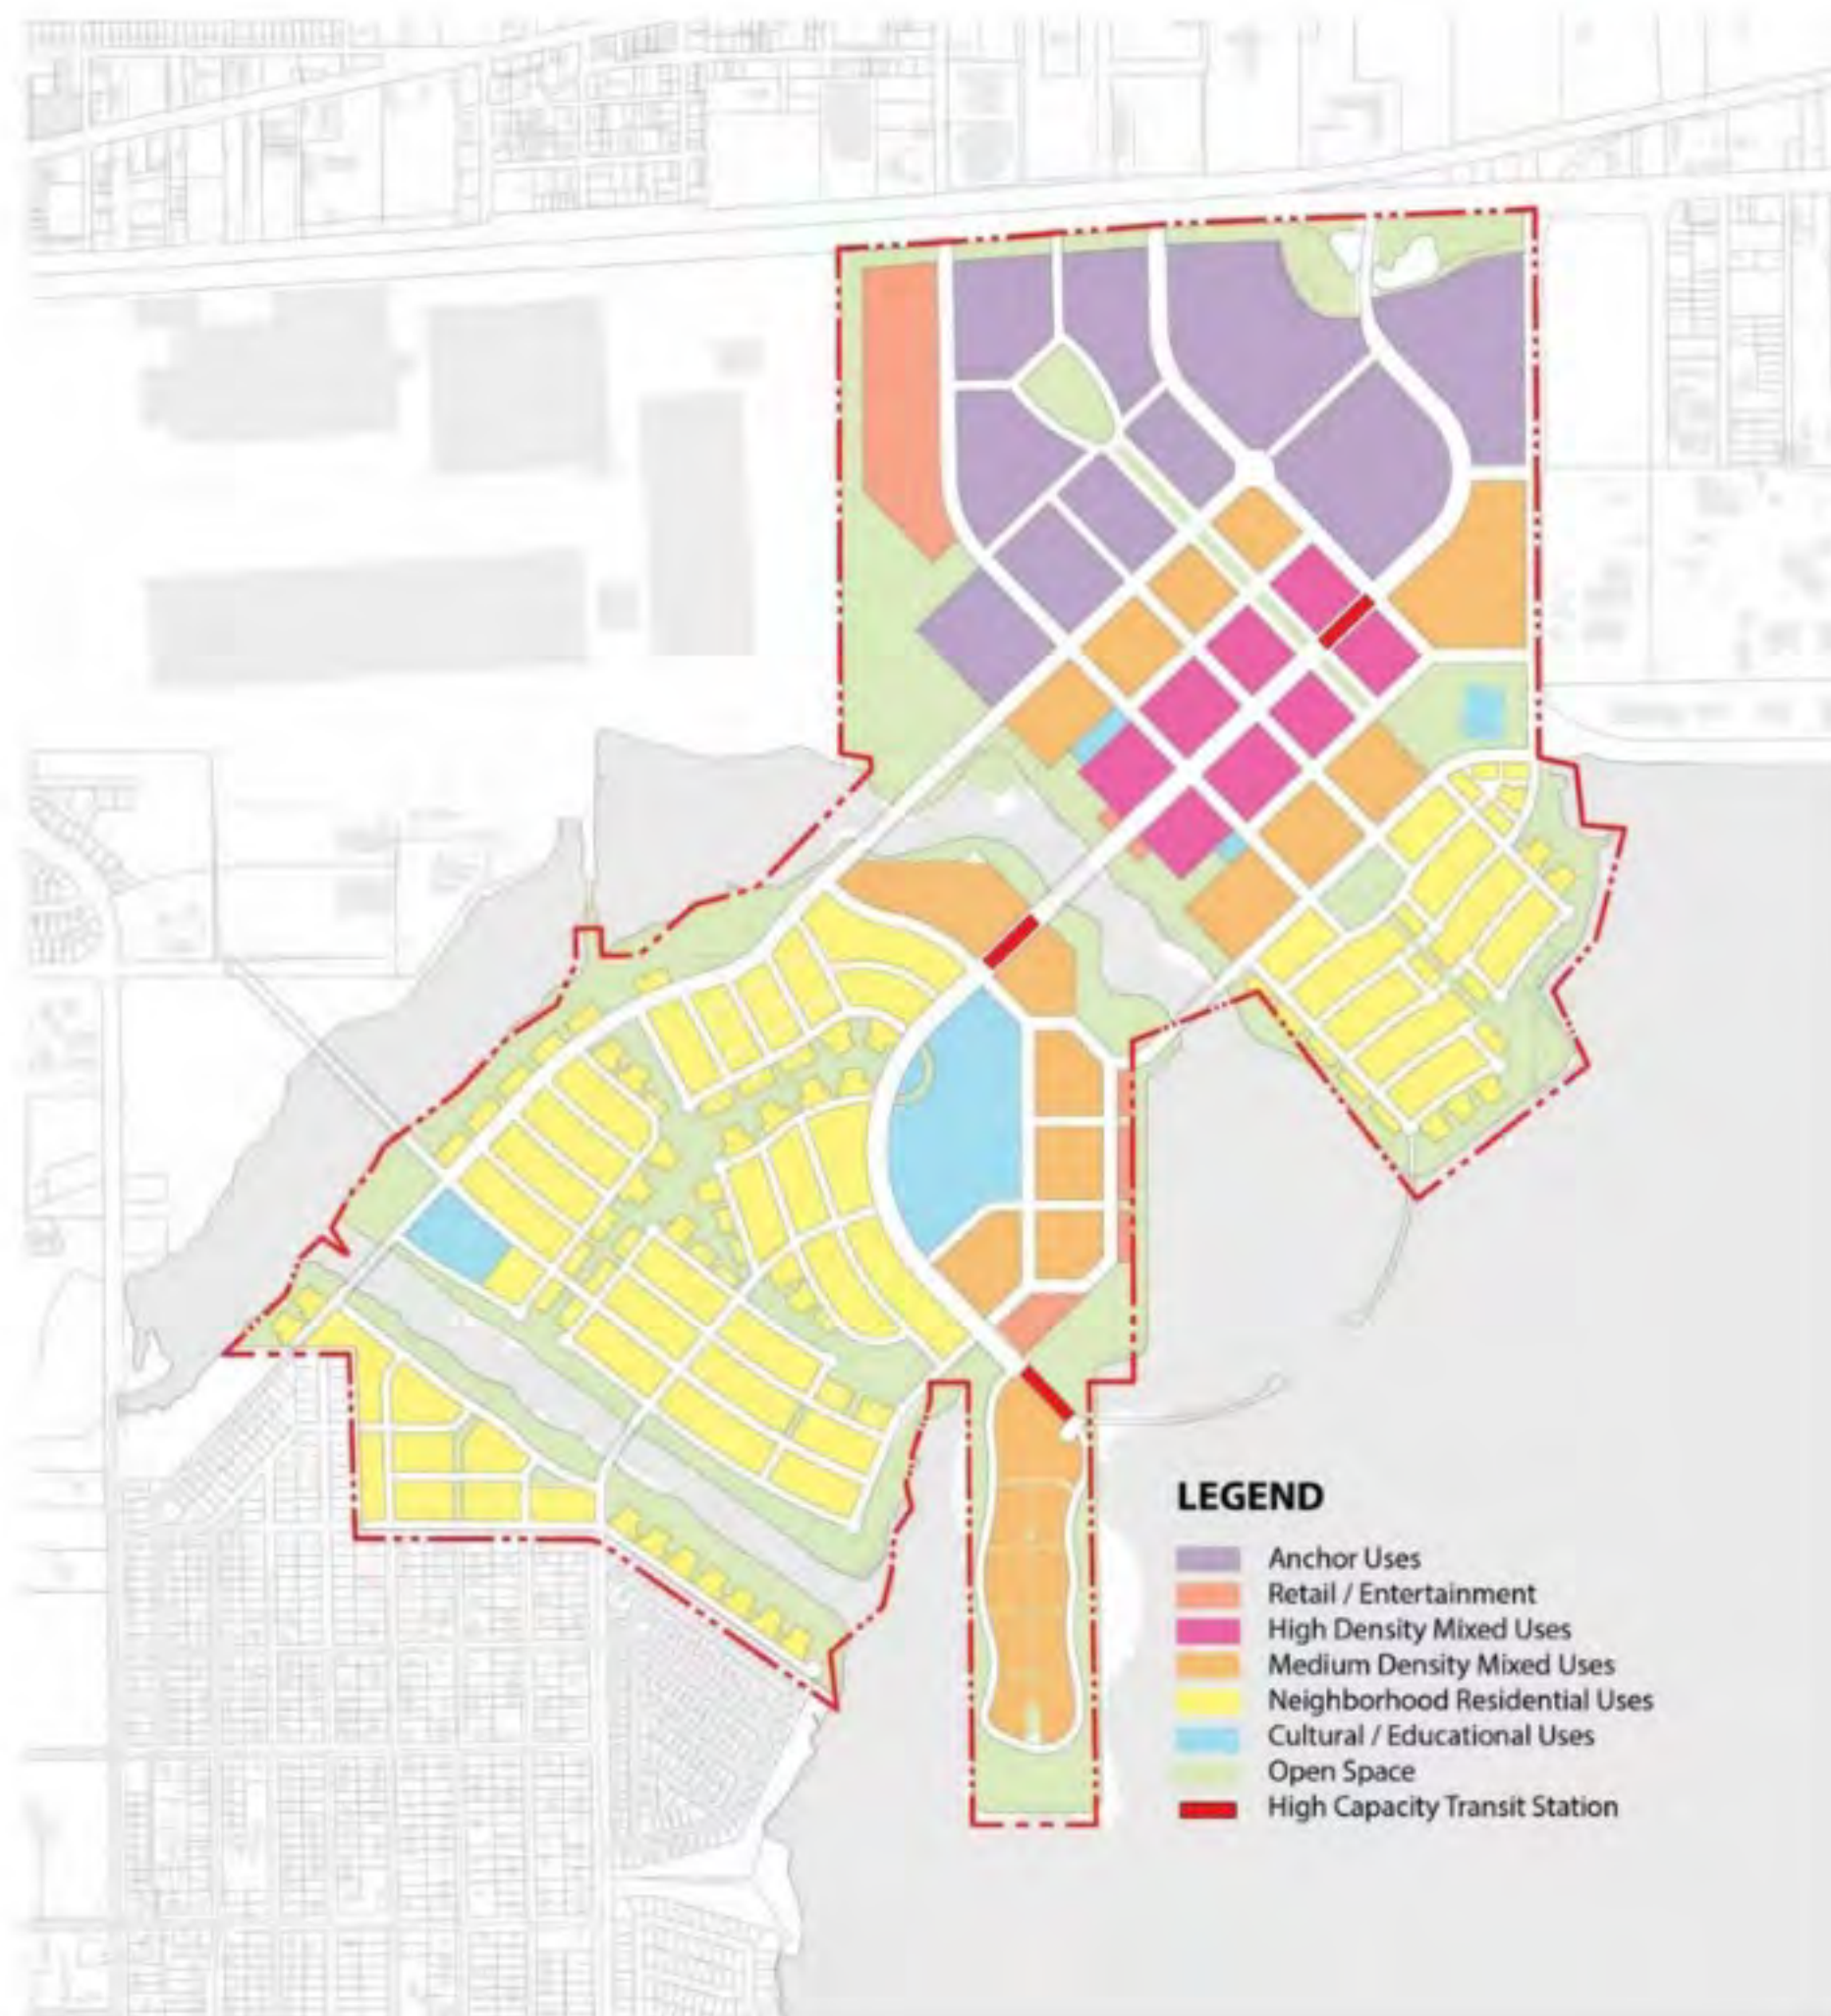 LEGEND
Anchor Uses
Retail / Entertainment
High Density Mixed Uses
Medium Density Mixed Uses
Neighborhood Residential Uses
Cultural / Educational Uses
Open Space
High Capacity Transit Station